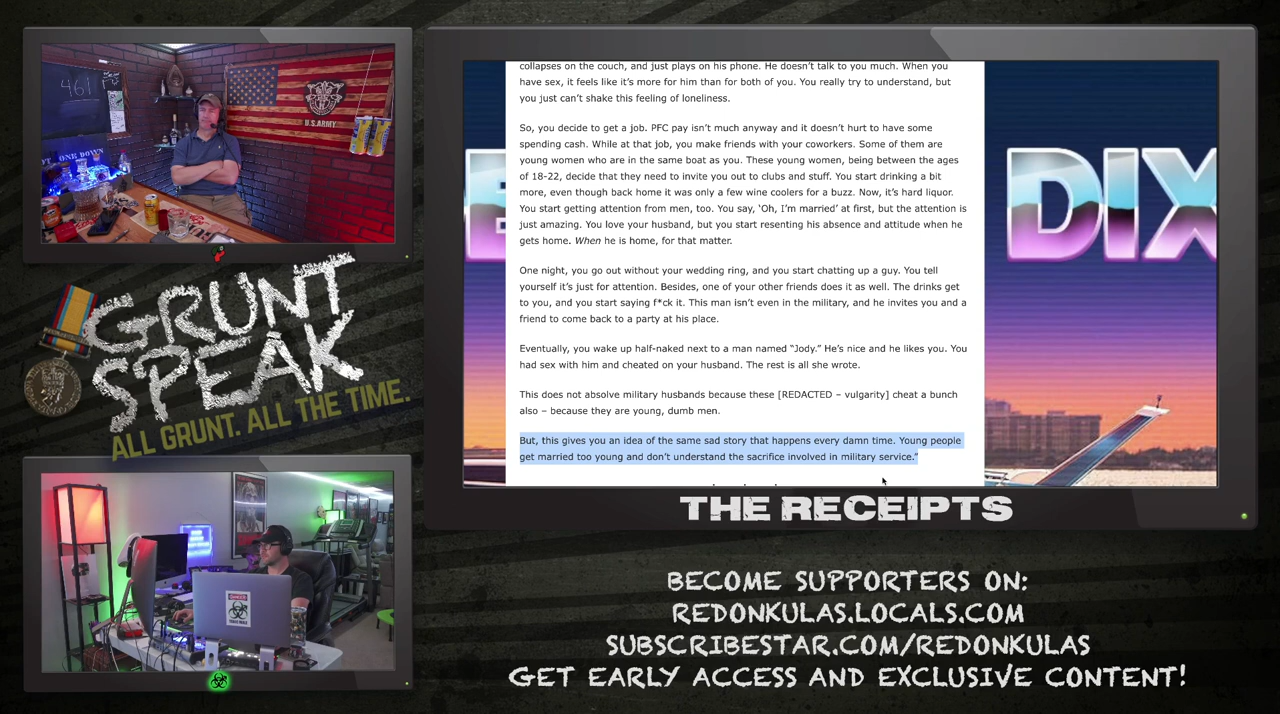 461
ONE DOWN
U.S. ARMY
GRUNT
SPEAK
ALL GRUNT. ALL THE TIME.
collapses on the couch, and just plays on his phone. He doesn't talk to you much. When you
have sex, it feels like it's more for him than for both of you. You really try to understand, but
you just can't shake this feeling of loneliness.
So, you decide to get a job. PFC pay isn't much anyway and it doesn't hurt to have some
spending cash. While at that job, you make friends with your coworkers. Some of them are
young women who are in the same boat as you. These young women, being between the ages
of 18-22, decide that they need to invite you out to clubs and stuff. You start drinking a bit
more, even though back home it was only a few wine coolers for a buzz. Now, it's hard liquor.
You start getting attention from men, too. You say, 'Oh, I'm married' at first, but the attention is
just amazing. You love your husband, but you start resenting his absence and attitude when he
gets home. When he is home, for that matter.
One night, you go out without your wedding ring, and you start chatting up a guy. You tell
yourself it's just for attention. Besides, one of your other friends does it as well. The drinks get
to you, and you start saying f*ck it. This man isn't even in the military, and he invites you and a
friend to come back to a party at his place.
Eventually, you wake up half-naked next to a man named “Jody.” He's nice and he likes you. You
had sex with him and cheated on your husband. The rest is all she wrote.
This does not absolve military husbands because these [REDACTED – vulgarity] cheat a bunch
also – because they are young, dumb men.
But, this gives you an idea of the same sad story that happens every damn time. Young people
get married too young and don't understand the sacrifice involved in military service.”
DIX
THE RECEIPTS
BECOME SUPPORTERS ON:
REDONKULAS.LOCALS.COM
SUBSCRIBESTAR.COM/REDONKULAS
GET EARLY ACCESS AND EXCLUSIVE CONTENT!